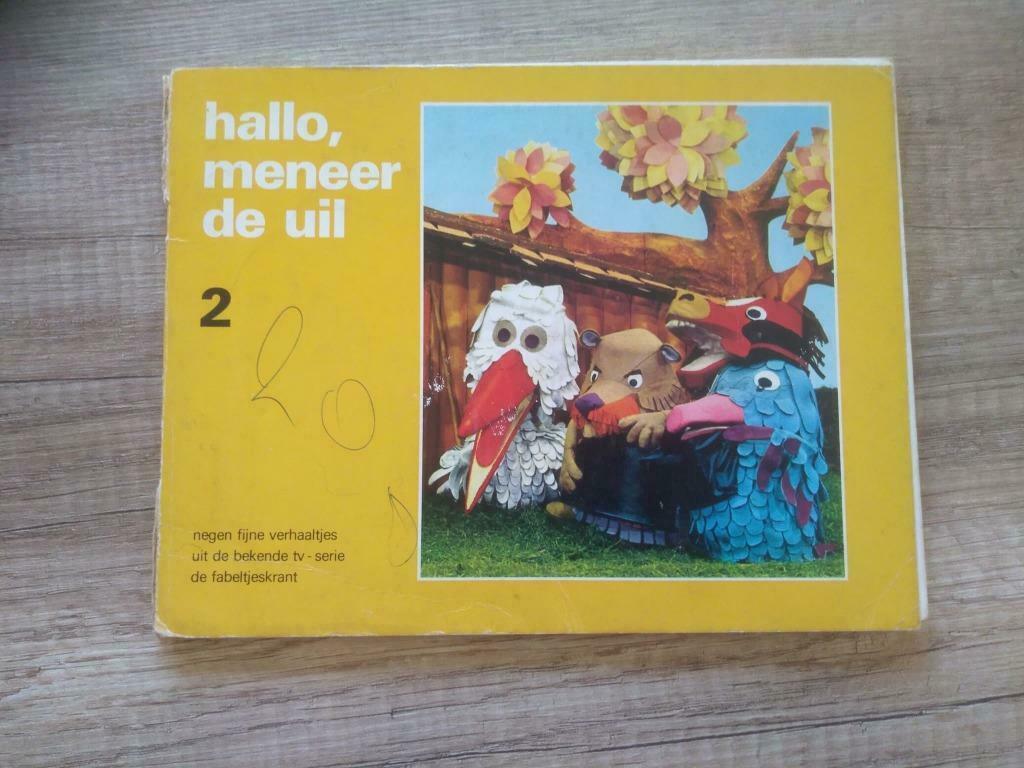 hallo,
meneer
de uil
2
negen fijne verhaaltjes
uit de bekende tv - serie
de fabeltjeskrant